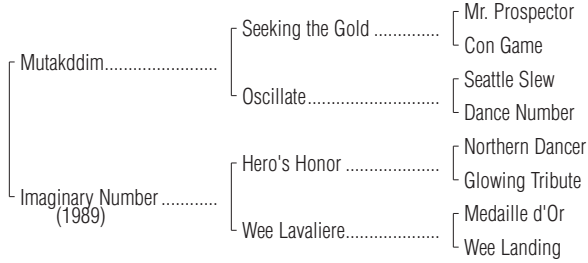 Mr. Prospector
Seeking the Gold ..............
Con Game
Mutakddim.......................
Seattle Slew
Oscillate...........................
Dance Number
Northern Dancer
Hero's Honor ....................
Glowing Tribute
Imaginary Number ............
(1989)
Medaille d'Or
Wee Lavaliere...................
Wee Landing